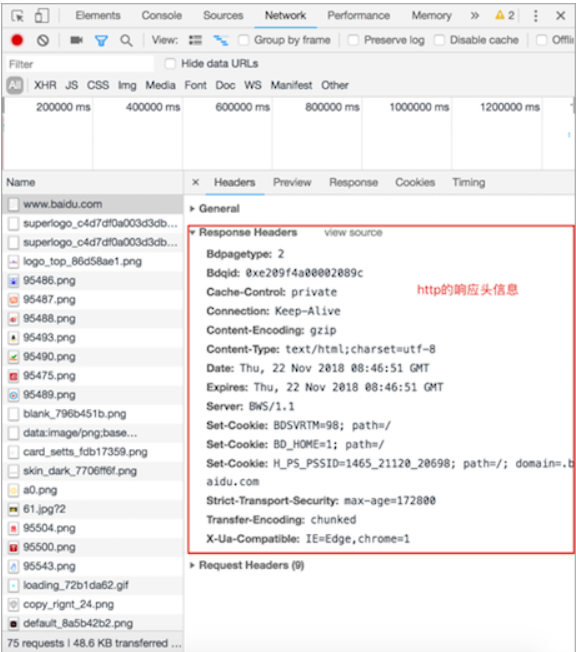 Elements Console Sources Network Performance Memory » 2
View: Group by frame Preserve log Disable cache
Filter Hide data URLs
All XHR JS CSS Img Media Font Doc WS Manifest Other
200000 ms 400000 ms 600000 ms 800000 ms 1000000 ms 1200000 ms
Name
× Headers Preview Response Cookies Timing
www.baidu.com
superlogo_c4d7df0a003d3db...
superlogo_c4d7df0a003d3db...
logo_top_86d58ae1.png
95486.png
95487.png
95488.png
95493.png
95490.png
95475.png
95489.png
blank_796b451b.png
data:image/png;base...
card_setts_fdb17359.png
skin_dark_7706ff6f.png
a0.png
61.jpg?2
95504.png
95500.png
95543.png
loading_72b1da62.gif
copy_rignt_24.png
default_8a5b42b2.png
75 requests | 48.6 KB transferred ...
General
Response Headers view source
Bdpagetype: 2
Bdqid: 0xe209f4a00002089c
Cache-Control: private
http的响应头信息
Connection: Keep-Alive
Content-Encoding: gzip
Content-Type: text/html;charset=utf-8
Date: Thu, 22 Nov 2018 08:46:51 GMT
Expires: Thu, 22 Nov 2018 08:46:51 GMT
Server: BWS/1.1
Set-Cookie: BDSVRTM=98; path=/
Set-Cookie: BD_HOME=1; path=/
Set-Cookie: H_PS_PSSID=1465_21120_20698; path=/; domain=.b
aidu.com
Strict-Transport-Security: max-age=172800
Transfer-Encoding: chunked
X-Ua-Compatible: IE=Edge,chrome=1
Request Headers (9)